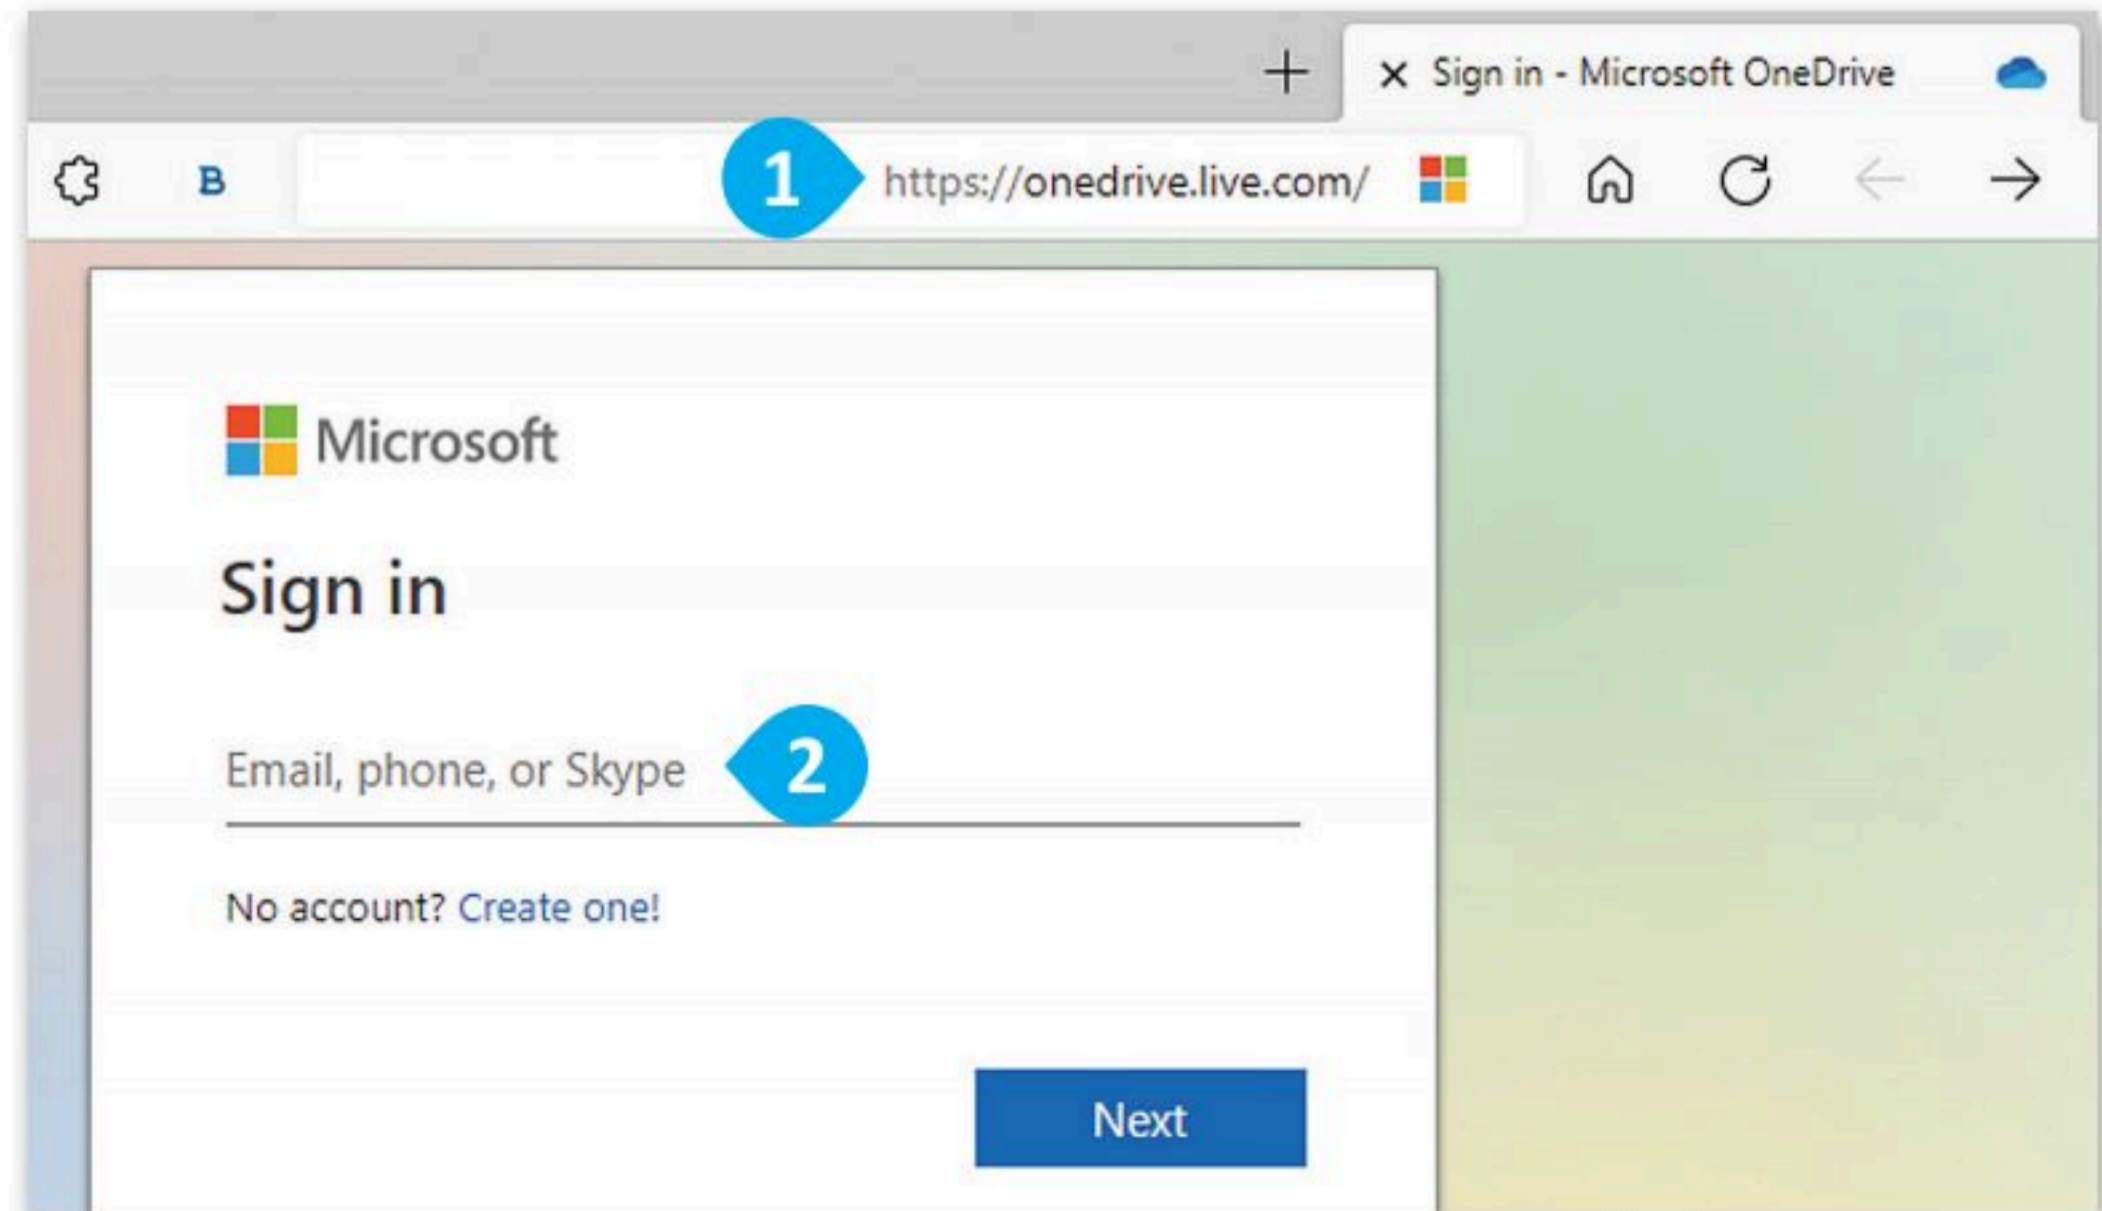 +
× Sign in - Microsoft OneDrive
B
1
https://onedrive.live.com/
Microsoft
Sign in
Email, phone, or Skype
2
No account? Create one!
Next